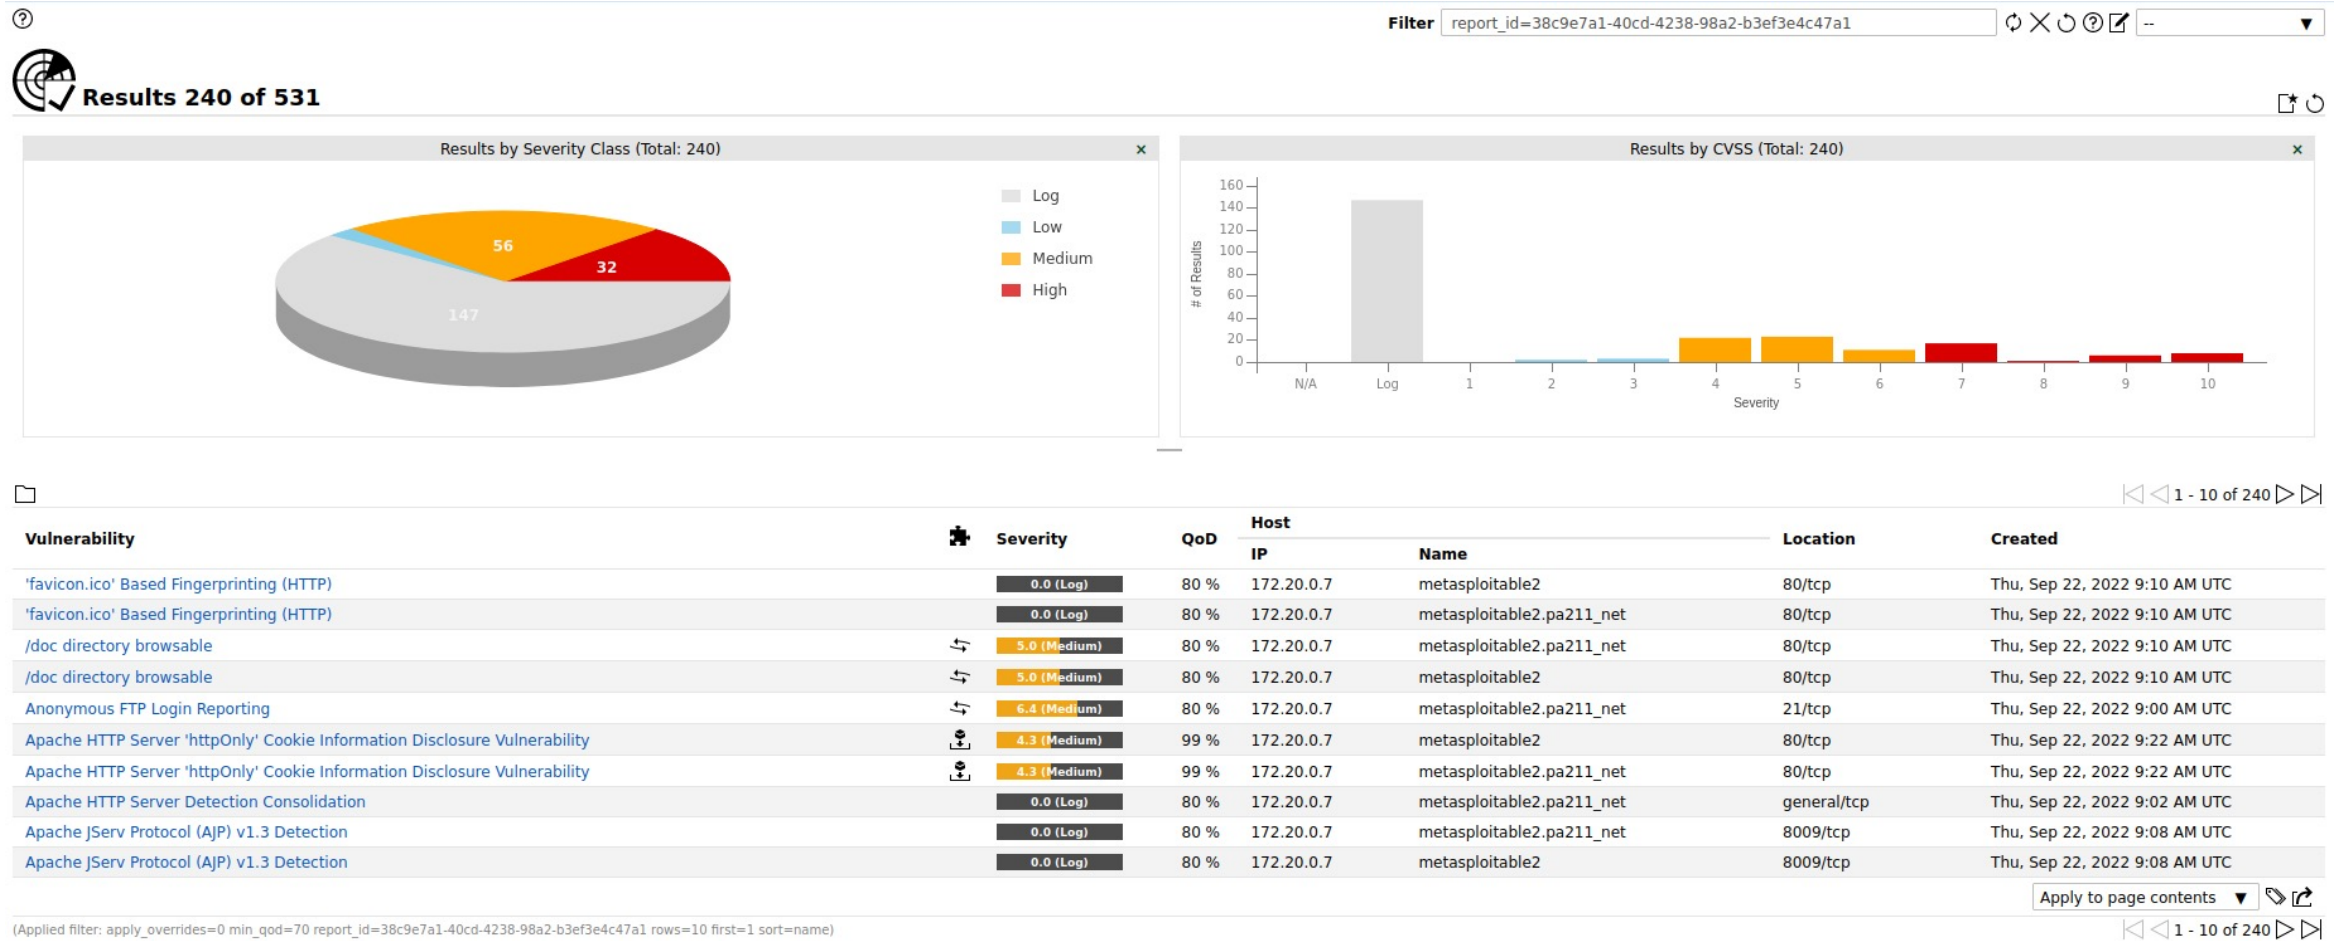 Filter report_id=38c9e7a1-40cd-4238-98a2-b3ef3e4c47a1 --
Results 240 of 531
Results by Severity Class (Total: 240)
56
32
147
Log
Low
Medium
High
Results by CVSS (Total: 240)
# of Results
160
140
120
100
80
60
40
20
0
N/A Log 1 2 3 4 5 6 7 8 9 10
Severity
1 - 10 of 240
Vulnerability Severity QoD Host Location Created
IP Name
'favicon.ico' Based Fingerprinting (HTTP) 0.0 (Log) 80 % 172.20.0.7 metasploitable2 80/tcp Thu, Sep 22, 2022 9:10 AM UTC
'favicon.ico' Based Fingerprinting (HTTP) 0.0 (Log) 80 % 172.20.0.7 metasploitable2.pa211_net 80/tcp Thu, Sep 22, 2022 9:10 AM UTC
/doc directory browsable 5.0 (Medium) 80 % 172.20.0.7 metasploitable2.pa211_net 80/tcp Thu, Sep 22, 2022 9:10 AM UTC
/doc directory browsable 5.0 (Medium) 80 % 172.20.0.7 metasploitable2 80/tcp Thu, Sep 22, 2022 9:10 AM UTC
Anonymous FTP Login Reporting 6.4 (Medium) 80 % 172.20.0.7 metasploitable2.pa211_net 21/tcp Thu, Sep 22, 2022 9:00 AM UTC
Apache HTTP Server 'httpOnly' Cookie Information Disclosure Vulnerability 4.3 (Medium) 99 % 172.20.0.7 metasploitable2 80/tcp Thu, Sep 22, 2022 9:22 AM UTC
Apache HTTP Server 'httpOnly' Cookie Information Disclosure Vulnerability 4.3 (Medium) 99 % 172.20.0.7 metasploitable2.pa211_net 80/tcp Thu, Sep 22, 2022 9:22 AM UTC
Apache HTTP Server Detection Consolidation 0.0 (Log) 80 % 172.20.0.7 metasploitable2.pa211_net general/tcp Thu, Sep 22, 2022 9:02 AM UTC
Apache JServ Protocol (AJP) v1.3 Detection 0.0 (Log) 80 % 172.20.0.7 metasploitable2.pa211_net 8009/tcp Thu, Sep 22, 2022 9:08 AM UTC
Apache JServ Protocol (AJP) v1.3 Detection 0.0 (Log) 80 % 172.20.0.7 metasploitable2 8009/tcp Thu, Sep 22, 2022 9:08 AM UTC
Apply to page contents
(Applied filter: apply_overrides=0 min_qod=70 report_id=38c9e7a1-40cd-4238-98a2-b3ef3e4c47a1 rows=10 first=1 sort=name) 1 - 10 of 240